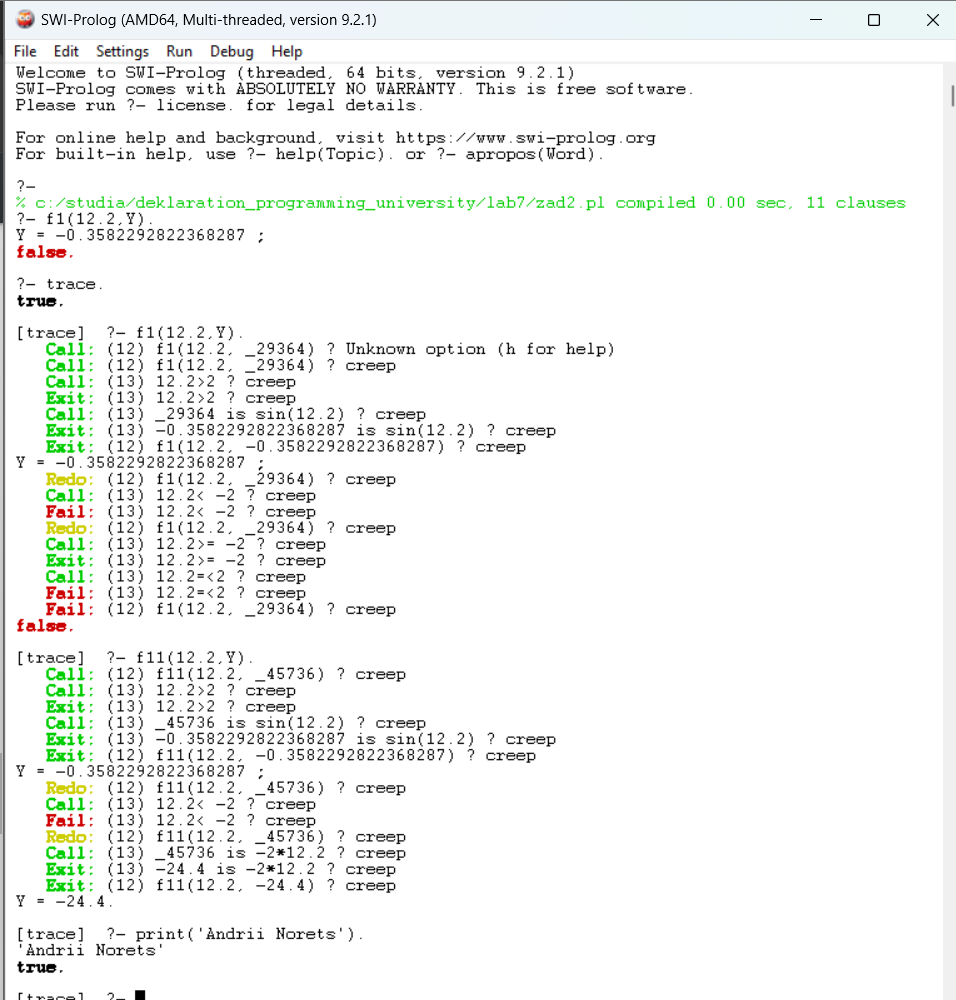 SWI-Prolog (AMD64, Multi-threaded, version 9.2.1)
File Edit Settings Run Debug Help
Welcome to SWI-Prolog (threaded, 64 bits, version 9.2.1)
SWI-Prolog comes with ABSOLUTELY NO WARRANTY. This is free software.
Please run ?- license. for legal details.
For online help and background, visit https://www.swi-prolog.org
For built-in help, use ?- help(Topic). or ?- apropos(Word).
?-
% c:/studia/deklaration_programming_university/lab7/zad2.pl compiled 0.00 sec, 11 clauses
?- f1(12.2,Y).
Y = -0.3582292822368287 ;
false.
?- trace.
true.
[trace]  ?- f1(12.2,Y).
Call: (12) f1(12.2, _29364) ? Unknown option (h for help)
Call: (12) f1(12.2, _29364) ? creep
Call: (13) 12.2>2 ? creep
Exit: (13) 12.2>2 ? creep
Call: (13) _29364 is sin(12.2) ? creep
Exit: (13) -0.3582292822368287 is sin(12.2) ? creep
Exit: (12) f1(12.2, -0.3582292822368287) ? creep
Y = -0.3582292822368287 ;
Redo: (12) f1(12.2, _29364) ? creep
Call: (13) 12.2< -2 ? creep
Fail: (13) 12.2< -2 ? creep
Redo: (12) f1(12.2, _29364) ? creep
Call: (13) 12.2>= -2 ? creep
Exit: (13) 12.2>= -2 ? creep
Call: (13) 12.2=<2 ? creep
Fail: (13) 12.2=<2 ? creep
Fail: (12) f1(12.2, _29364) ? creep
false.
[trace]  ?- f11(12.2,Y).
Call: (12) f11(12.2, _45736) ? creep
Call: (13) 12.2>2 ? creep
Exit: (13) 12.2>2 ? creep
Call: (13) _45736 is sin(12.2) ? creep
Exit: (13) -0.3582292822368287 is sin(12.2) ? creep
Exit: (12) f11(12.2, -0.3582292822368287) ? creep
Y = -0.3582292822368287 ;
Redo: (12) f11(12.2, _45736) ? creep
Call: (13) 12.2< -2 ? creep
Fail: (13) 12.2< -2 ? creep
Redo: (12) f11(12.2, _45736) ? creep
Call: (13) _45736 is -2*12.2 ? creep
Exit: (13) -24.4 is -2*12.2 ? creep
Exit: (12) f11(12.2, -24.4) ? creep
Y = -24.4.
[trace]  ?- print('Andrii Norets').
'Andrii Norets'
true.
[trace]  ?-